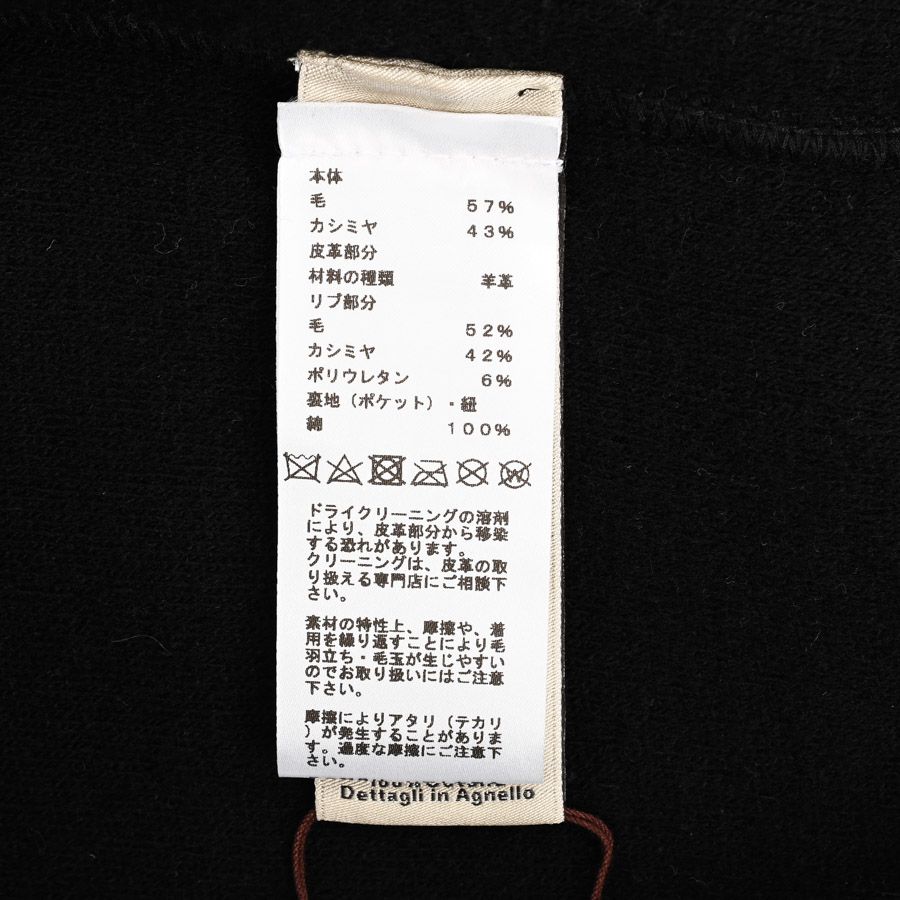 本体
毛 57%
カシミヤ 43%
皮革部分
材料の種類 羊革
リブ部分
毛 52%
カシミヤ 42%
ポリウレタン 6%
裏地（ポケット）・紐
綿 100%
ドライクリーニングの溶剤
により、皮革部分から移染
する恐れがあります。
クリーニングは、皮革の取
り扱える専門店にご相談下
さい。
素材の特性上、摩擦や、着
用を繰り返すことにより毛
羽立ち・毛玉が生じやすい
のでお取り扱いにはご注意
下さい。
摩擦によりアタリ（テカリ
）が発生することがありま
す。過度な摩擦にご注意下
さい。
Dettagli in Agnello